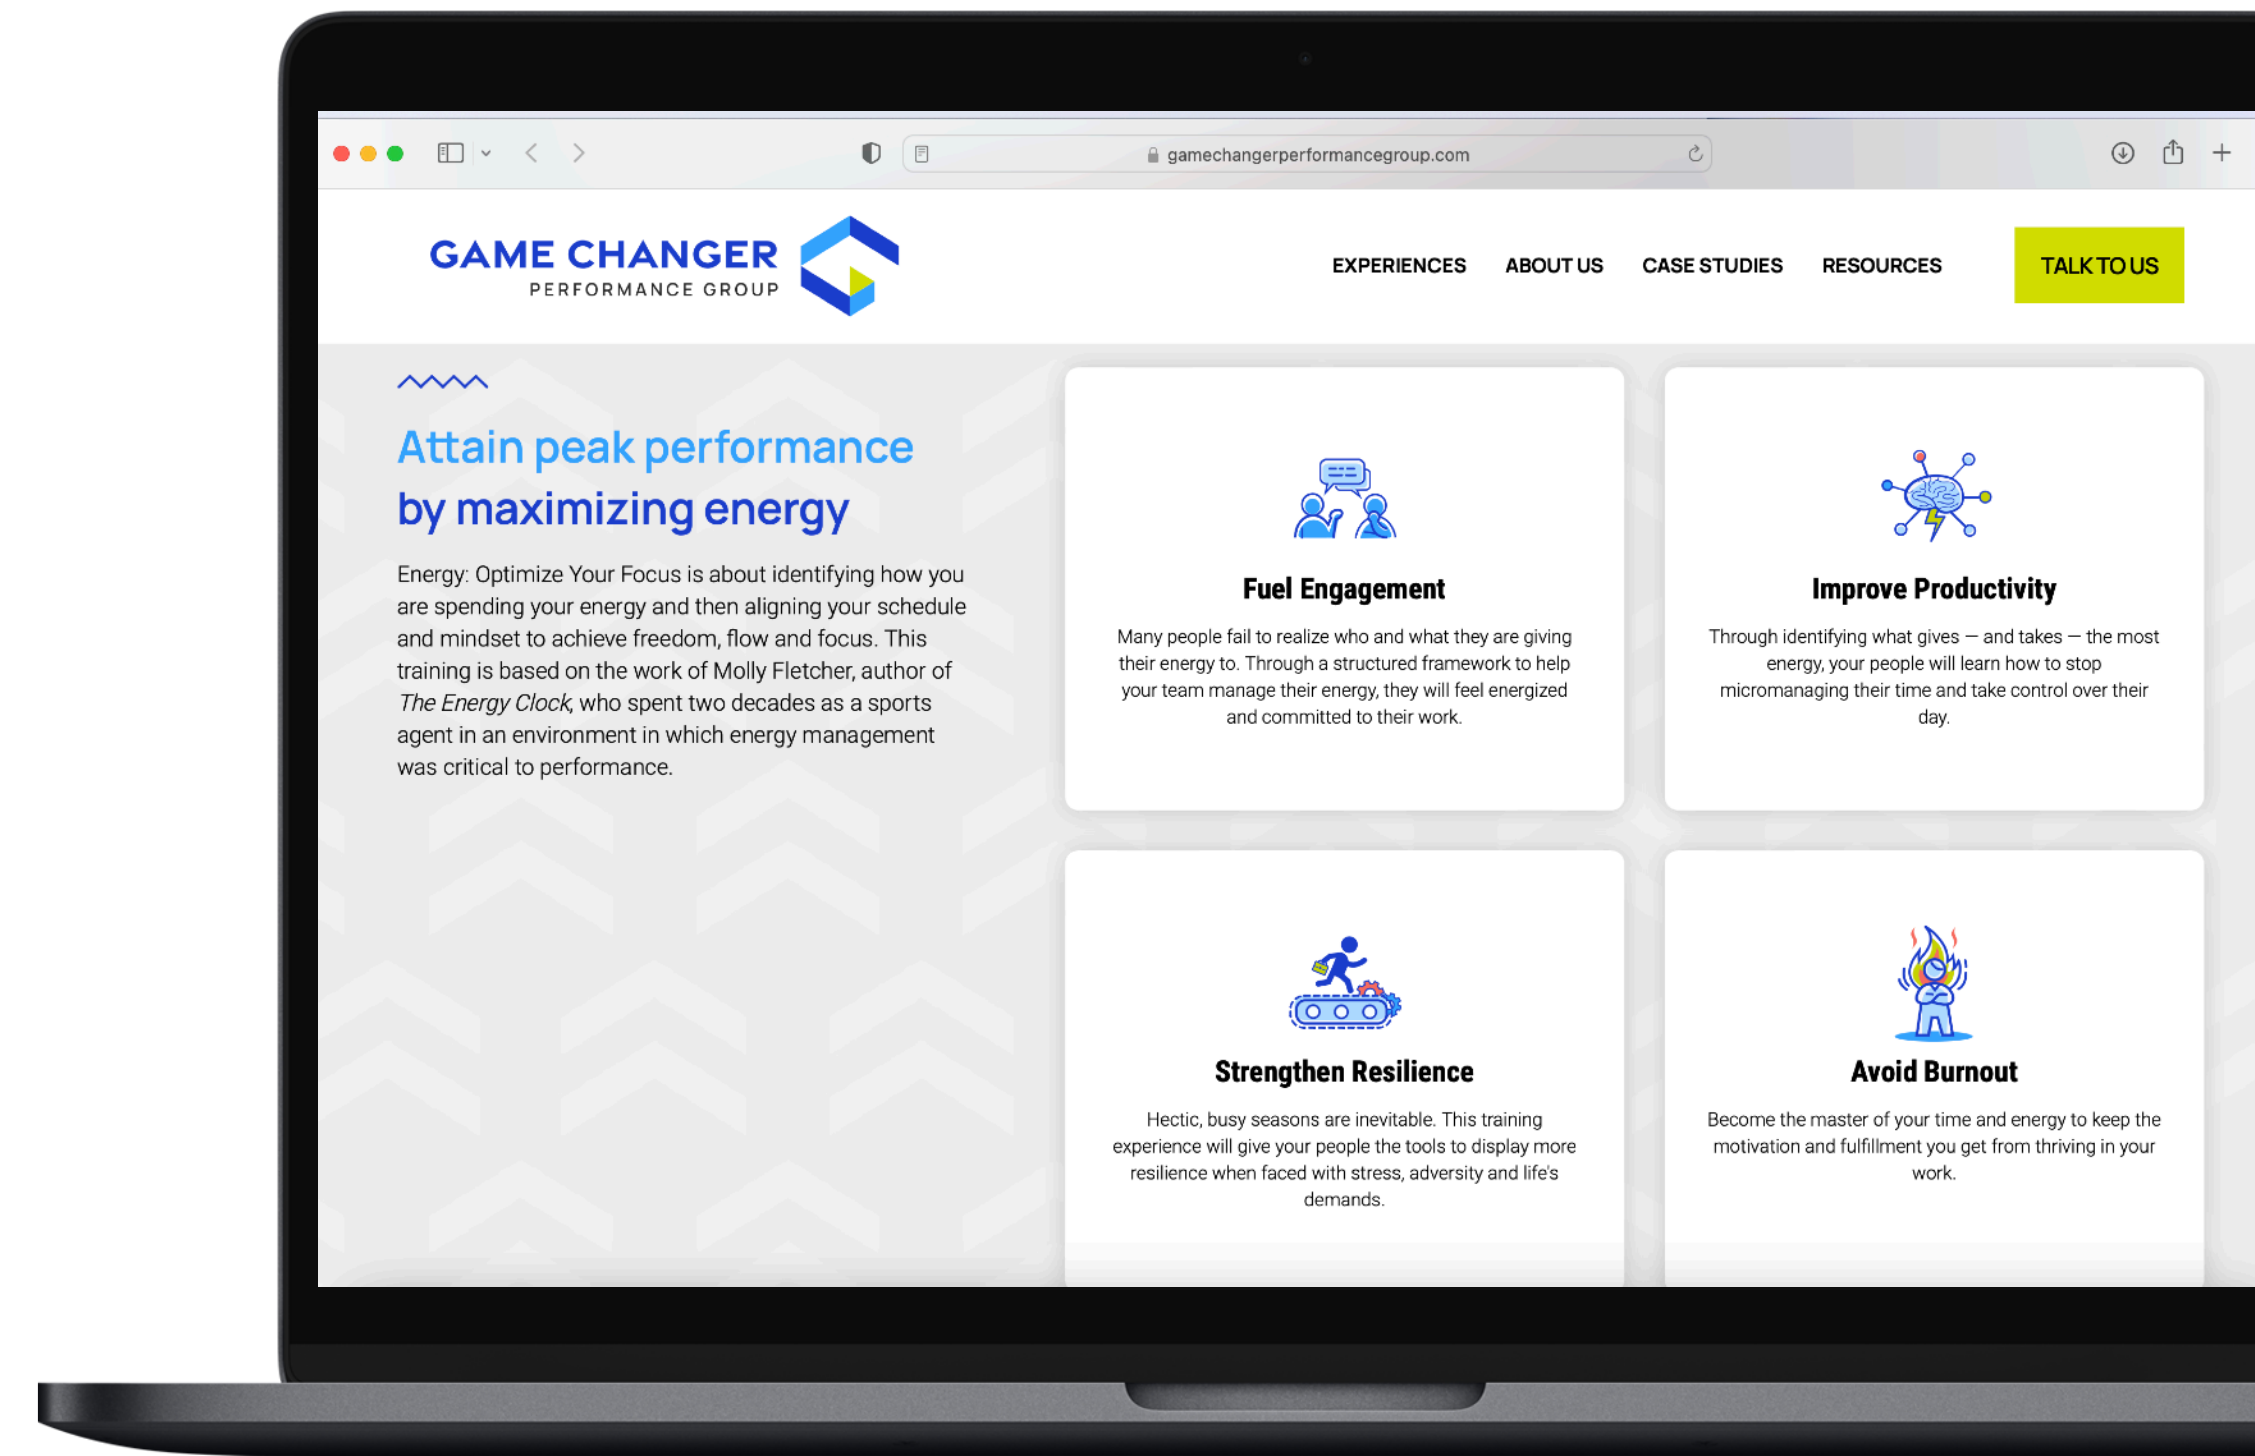 gamechangerperformancegroup.com
GAME CHANGER
PERFORMANCE GROUP
EXPERIENCES
ABOUT US
CASE STUDIES
RESOURCES
TALK TO US
Attain peak performance
by maximizing energy
Energy: Optimize Your Focus is about identifying how you
are spending your energy and then aligning your schedule
and mindset to achieve freedom, flow and focus. This
training is based on the work of Molly Fletcher, author of
The Energy Clock, who spent two decades as a sports
agent in an environment in which energy management
was critical to performance.
Fuel Engagement
Many people fail to realize who and what they are giving
their energy to. Through a structured framework to help
your team manage their energy, they will feel energized
and committed to their work.
Improve Productivity
Through identifying what gives — and takes — the most
energy, your people will learn how to stop
micromanaging their time and take control over their
day.
Strengthen Resilience
Hectic, busy seasons are inevitable. This training
experience will give your people the tools to display more
resilience when faced with stress, adversity and life's
demands.
Avoid Burnout
Become the master of your time and energy to keep the
motivation and fulfillment you get from thriving in your
work.